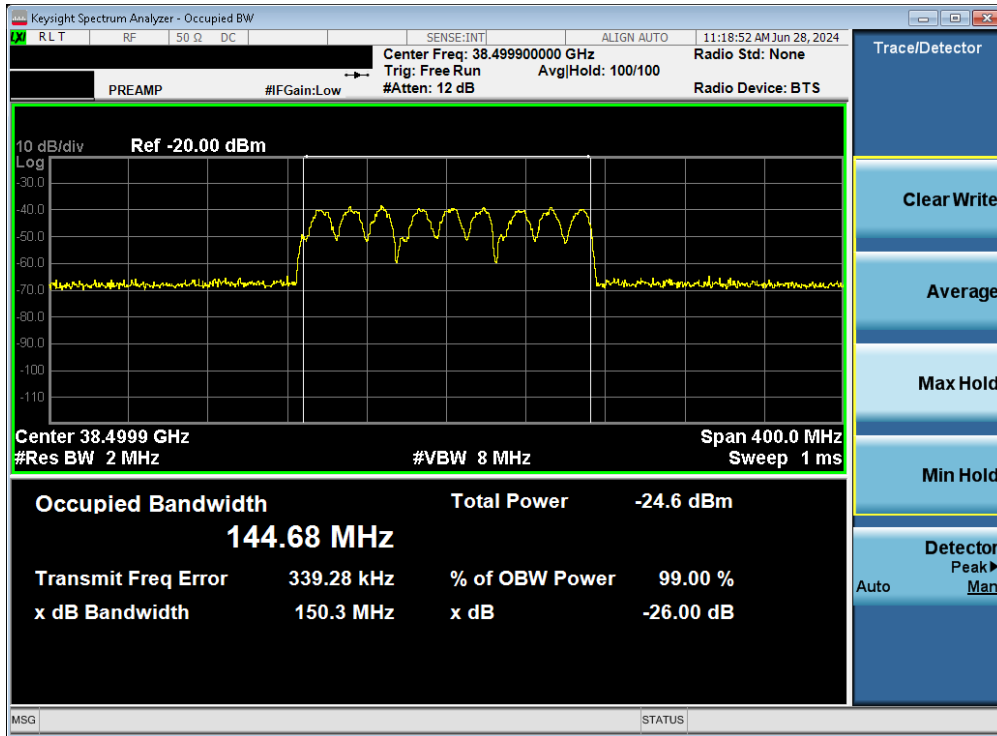 Keysight Spectrum Analyzer - Occupied BW
LXI RLT RF 50 Ω DC SENSE:INT ALIGN AUTO 11:18:52 AM Jun 28, 2024
Center Freq: 38.499900000 GHz Radio Std: None
Trig: Free Run Avg|Hold: 100/100
PREAMP #IFGain:Low #Atten: 12 dB Radio Device: BTS
Trace/Detector
10 dB/div Ref -20.00 dBm
Log
-30.0
-40.0
-50.0
-60.0
-70.0
-80.0
-90.0
-100
-110
Center 38.4999 GHz Span 400.0 MHz
#Res BW 2 MHz #VBW 8 MHz Sweep 1 ms
Occupied Bandwidth Total Power -24.6 dBm
144.68 MHz
Transmit Freq Error 339.28 kHz % of OBW Power 99.00 %
x dB Bandwidth 150.3 MHz x dB -26.00 dB
Clear Write
Average
Max Hold
Min Hold
Detector
Peak▶
Auto Man
MSG STATUS